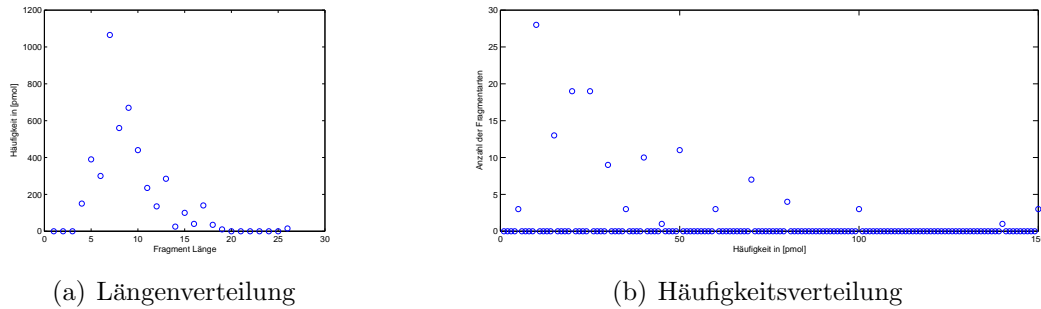 1200
1000
800
600
400
200
0
0 5 10 15 20 25 30
Häufigkeit in [pmol]
Fragment Länge
(a) Längenverteilung
30
25
20
15
10
5
0
0 50 100 15
Anzahl der Fragmentarten
Häufigkeit in [pmol]
(b) Häufigkeitsverteilung